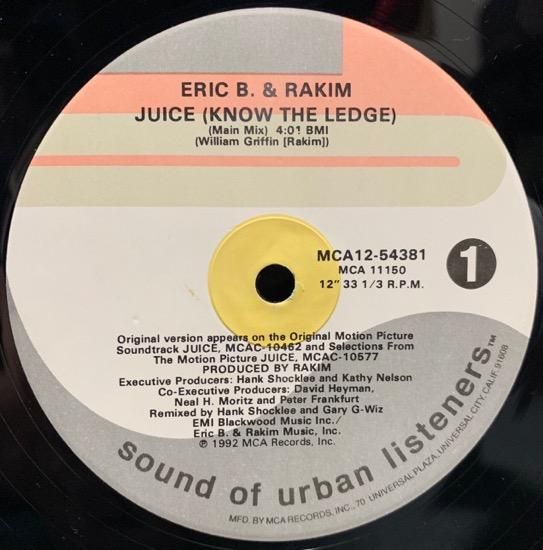 ERIC B. & RAKIM
JUICE (KNOW THE LEDGE)
(Main Mix) 4:01 BMI
(William Griffin [Rakim])
MCA12-54381
MCA 11150
12" 33 1/3 R.P.M.
1
Original version appears on the Original Motion Picture
Soundtrack JUICE, MCAC-10462 and Selections From
The Motion Picture JUICE, MCAC-10577
PRODUCED BY RAKIM
Executive Producers: Hank Shocklee and Kathy Nelson
Co-Executive Producers: David Heyman,
Neal H. Moritz and Peter Frankfurt
Remixed by Hank Shocklee and Gary G-Wiz
EMI Blackwood Music Inc./
Eric B. & Rakim Music, Inc.
℗ 1992 MCA Records, Inc.
sound of urban listeners™
MFD. BY MCA RECORDS, INC., 70 UNIVERSAL PLAZA, UNIVERSAL CITY, CALIF. 91608